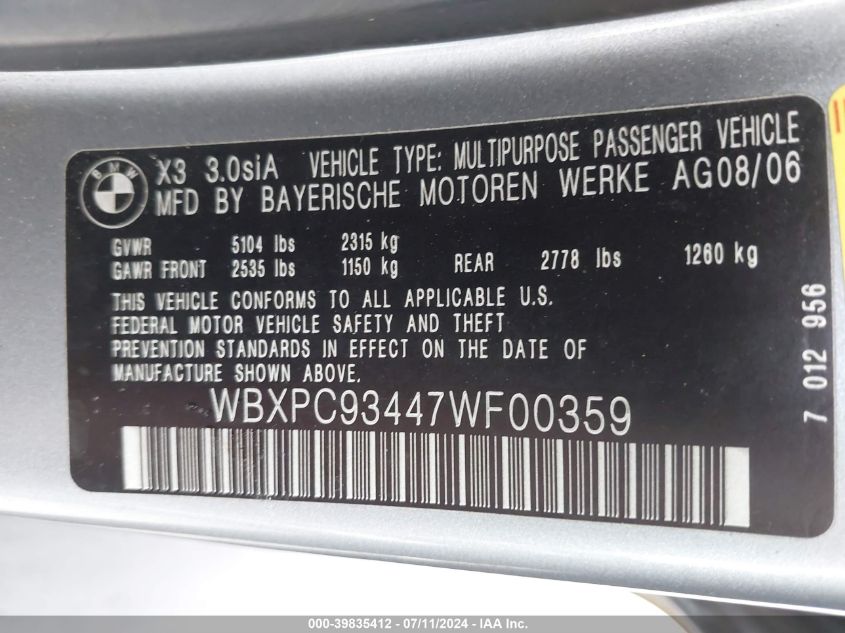 BMW
X3 3.0siA VEHICLE TYPE: MULTIPURPOSE PASSENGER VEHICLE
MFD BY BAYERISCHE MOTOREN WERKE AG08/06
GVWR 5104 lbs 2315 kg
GAWR FRONT 2535 lbs 1150 kg REAR 2778 lbs 1260 kg
THIS VEHICLE CONFORMS TO ALL APPLICABLE U.S.
FEDERAL MOTOR VEHICLE SAFETY AND THEFT
PREVENTION STANDARDS IN EFFECT ON THE DATE OF
MANUFACTURE SHOWN ABOVE.
WBXPC93447WF00359
7 012 956
000-39835412 - 07/11/2024 - IAA Inc.